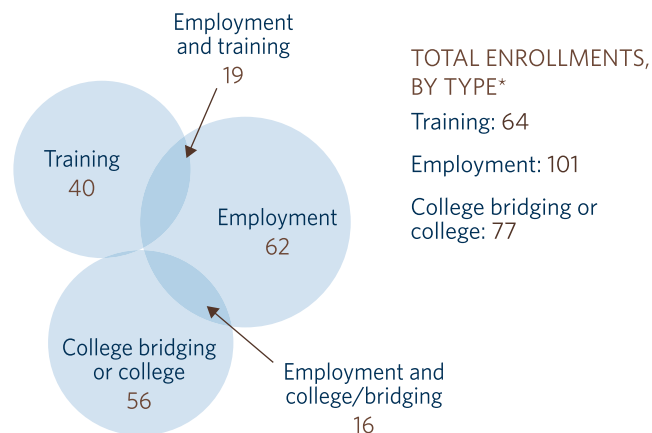 Employment
and training
19
TOTAL ENROLLMENTS,
BY TYPE*
Training: 64
Employment: 101
College bridging or
college: 77
Training
40
Employment
62
College bridging
or college
56
Employment and
college/bridging
16